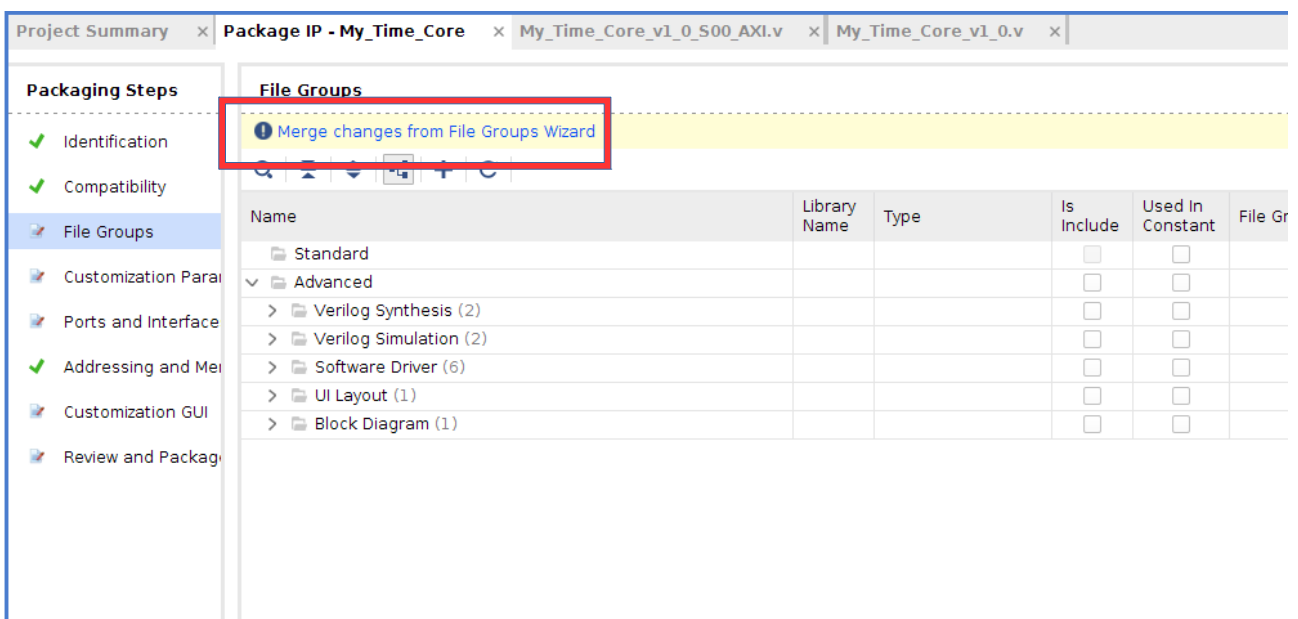 Project Summary
Package IP - My_Time_Core
My_Time_Core_v1_0_S00_AXI.v
My_Time_Core_v1_0.v
Packaging Steps
Identification
Compatibility
File Groups
Customization Para
Ports and Interface
Addressing and Me
Customization GUI
Review and Packag
File Groups
Merge changes from File Groups Wizard
Name
Library Name
Type
Is Include
Used In Constant
File Gr
Standard
Advanced
Verilog Synthesis (2)
Verilog Simulation (2)
Software Driver (6)
UI Layout (1)
Block Diagram (1)